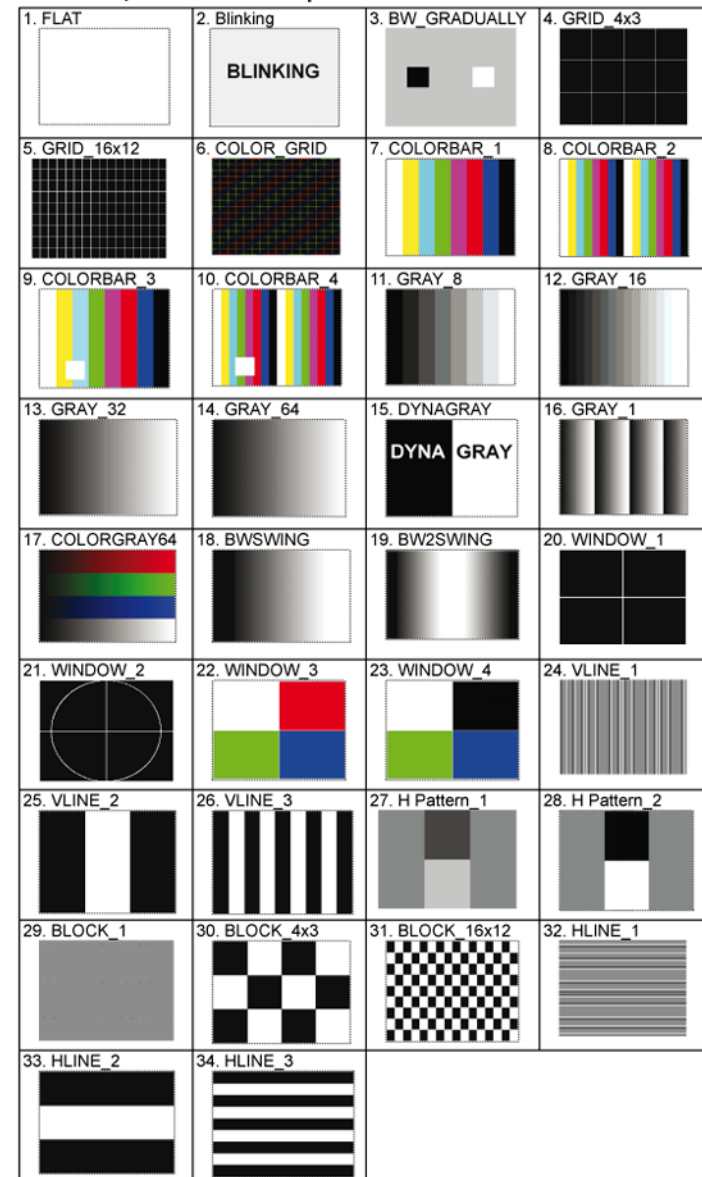 1. FLAT
2. Blinking
3. BW_GRADUALLY
4. GRID_4x3
BLINKING
5. GRID_16x12
6. COLOR_GRID
7. COLORBAR_1
8. COLORBAR_2
9. COLORBAR_3
10. COLORBAR_4
11. GRAY_8
12. GRAY_16
13. GRAY_32
14. GRAY_64
15. DYNAGRAY
16. GRAY_1
DYNA GRAY
17. COLORGRAY64
18. BWSWING
19. BW2SWING
20. WINDOW_1
21. WINDOW_2
22. WINDOW_3
23. WINDOW_4
24. VLINE_1
25. VLINE_2
26. VLINE_3
27. H Pattern_1
28. H Pattern_2
29. BLOCK_1
30. BLOCK_4x3
31. BLOCK_16x12
32. HLINE_1
33. HLINE_2
34. HLINE_3